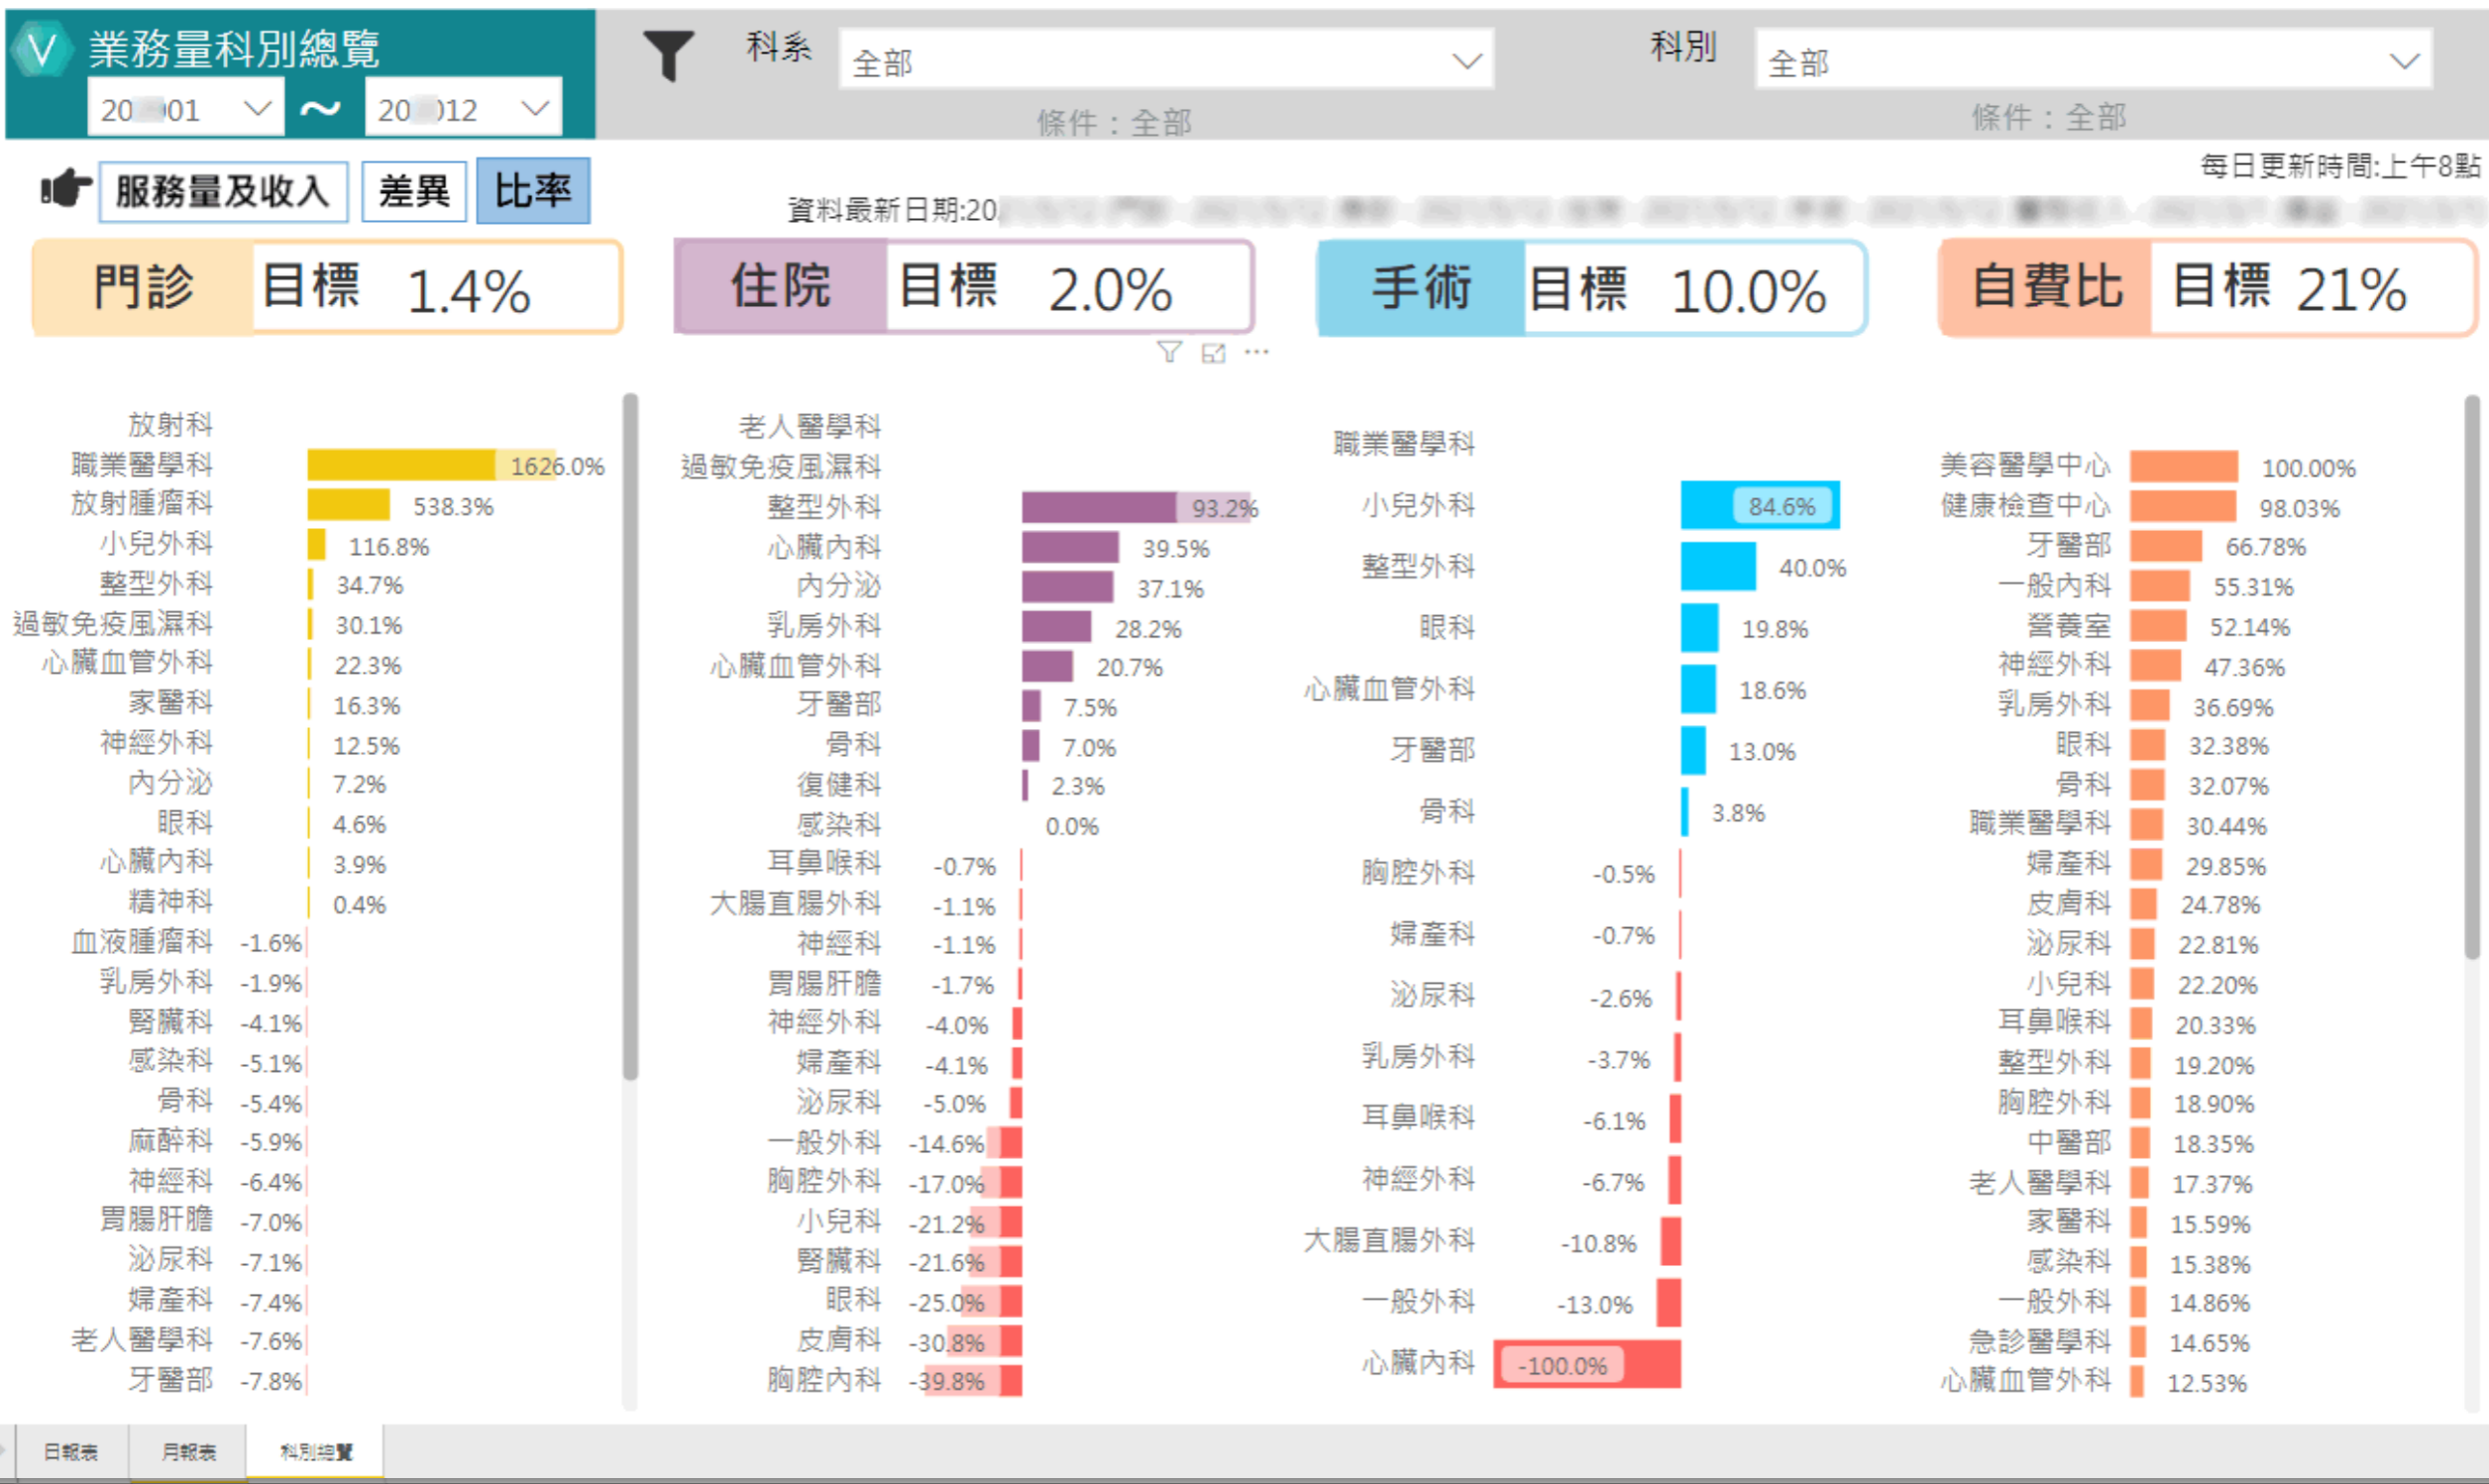 V 業務量科別總覽
20 01 ～ 20 012
科系 全部
條件：全部
科別 全部
條件：全部
服務量及收入 差異 比率
每日更新時間:上午8點
資料最新日期:20
門診 目標 1.4%
放射科
職業醫學科 1626.0%
放射腫瘤科 538.3%
小兒外科 116.8%
整型外科 34.7%
過敏免疫風濕科 30.1%
心臟血管外科 22.3%
家醫科 16.3%
神經外科 12.5%
內分泌 7.2%
眼科 4.6%
心臟內科 3.9%
精神科 0.4%
血液腫瘤科 -1.6%
乳房外科 -1.9%
腎臟科 -4.1%
感染科 -5.1%
骨科 -5.4%
麻醉科 -5.9%
神經科 -6.4%
胃腸肝膽 -7.0%
泌尿科 -7.1%
婦產科 -7.4%
老人醫學科 -7.6%
牙醫部 -7.8%
住院 目標 2.0%
老人醫學科
過敏免疫風濕科
整型外科 93.2%
心臟內科 39.5%
內分泌 37.1%
乳房外科 28.2%
心臟血管外科 20.7%
牙醫部 7.5%
骨科 7.0%
復健科 2.3%
感染科 0.0%
耳鼻喉科 -0.7%
大腸直腸外科 -1.1%
神經科 -1.1%
胃腸肝膽 -1.7%
神經外科 -4.0%
婦產科 -4.1%
泌尿科 -5.0%
一般外科 -14.6%
胸腔外科 -17.0%
小兒科 -21.2%
腎臟科 -21.6%
眼科 -25.0%
皮膚科 -30.8%
胸腔內科 -39.8%
手術 目標 10.0%
職業醫學科
小兒外科 84.6%
整型外科 40.0%
眼科 19.8%
心臟血管外科 18.6%
牙醫部 13.0%
骨科 3.8%
胸腔外科 -0.5%
婦產科 -0.7%
泌尿科 -2.6%
乳房外科 -3.7%
耳鼻喉科 -6.1%
神經外科 -6.7%
大腸直腸外科 -10.8%
一般外科 -13.0%
心臟內科 -100.0%
自費比 目標 21%
美容醫學中心 100.00%
健康檢查中心 98.03%
牙醫部 66.78%
一般內科 55.31%
營養室 52.14%
神經外科 47.36%
乳房外科 36.69%
眼科 32.38%
骨科 32.07%
職業醫學科 30.44%
婦產科 29.85%
皮膚科 24.78%
泌尿科 22.81%
小兒科 22.20%
耳鼻喉科 20.33%
整型外科 19.20%
胸腔外科 18.90%
中醫部 18.35%
老人醫學科 17.37%
家醫科 15.59%
感染科 15.38%
一般外科 14.86%
急診醫學科 14.65%
心臟血管外科 12.53%
日報表 月報表 科別總覽